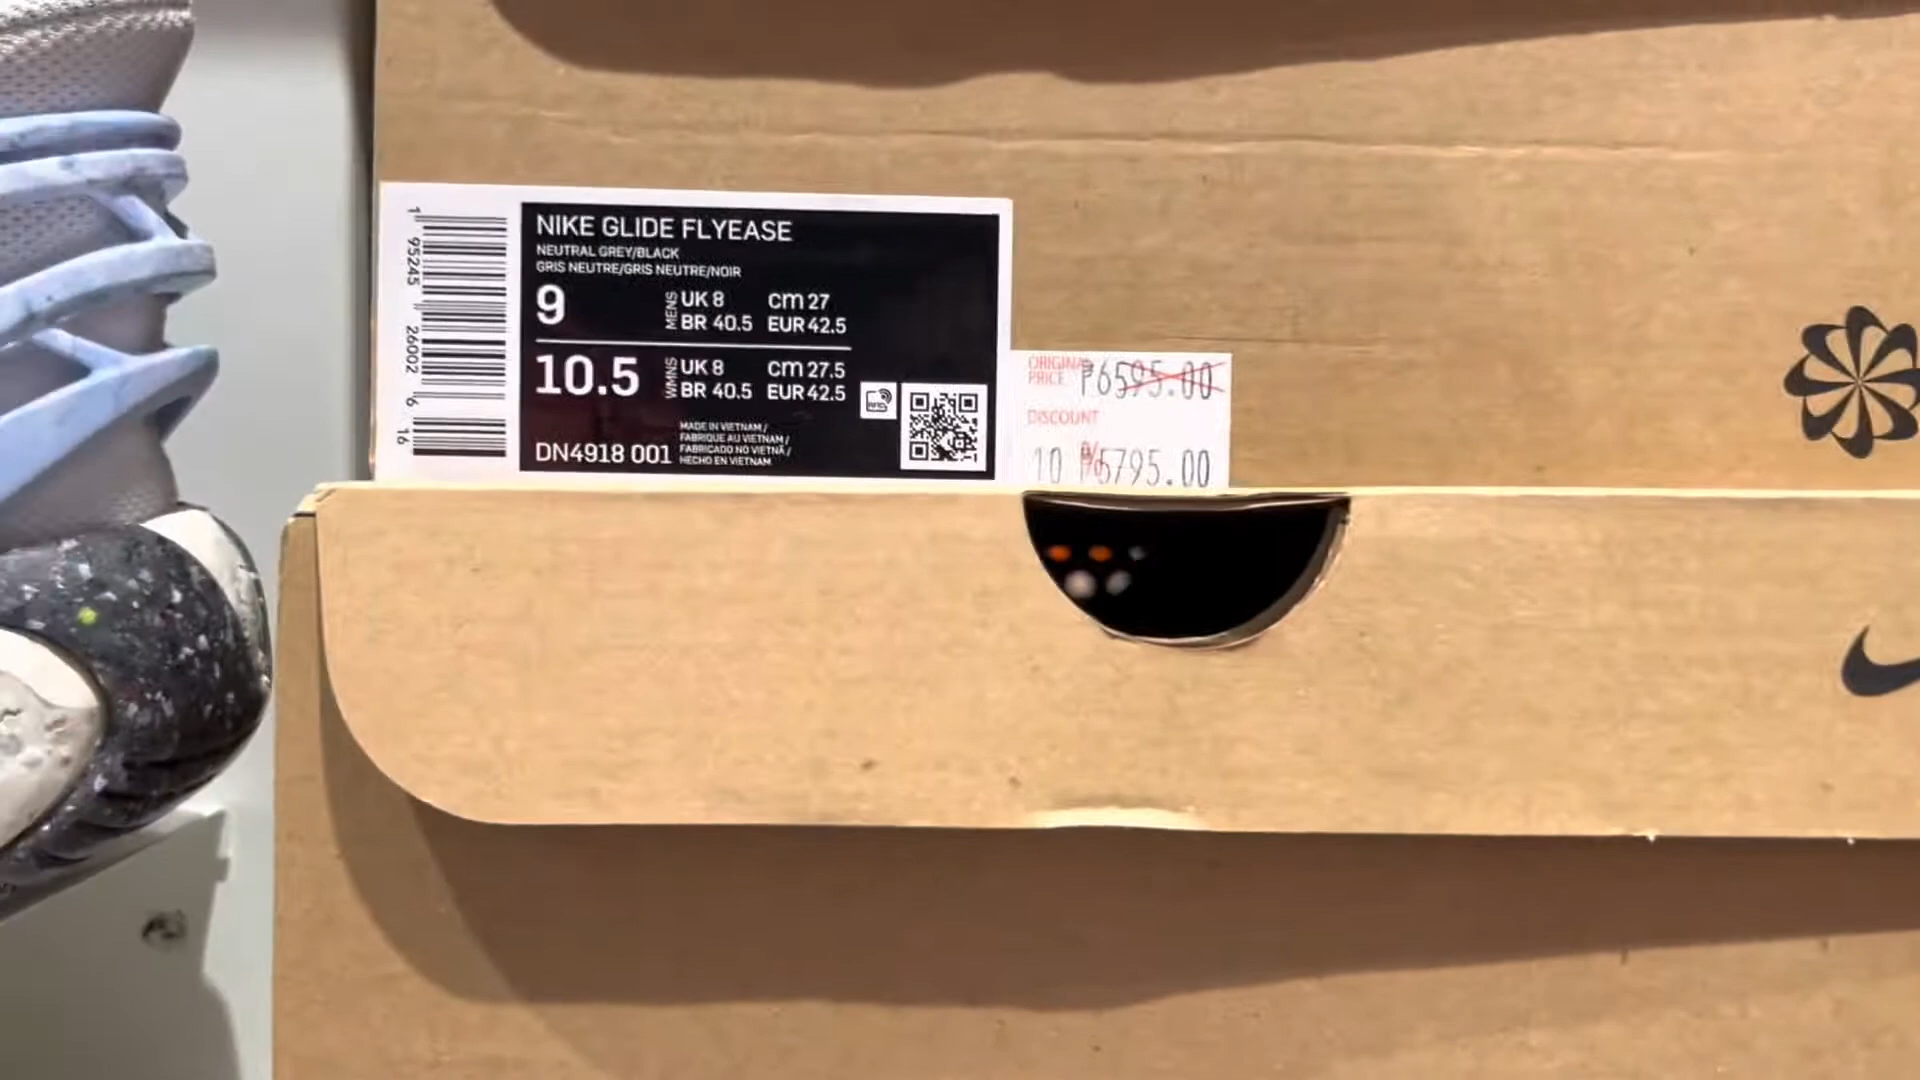 1 95245 26002 6 16
NIKE GLIDE FLYEASE
NEUTRAL GREY/BLACK
GRIS NEUTRE/GRIS NEUTRE/NOIR
9 MENS UK 8 cm 27
BR 40.5 EUR 42.5
10.5 WMNS UK 8 cm 27.5
BR 40.5 EUR 42.5
DN4918 001
MADE IN VIETNAM /
FABRIQUE AU VIETNAM /
FABRICADO NO VIETNÃ /
HECHO EN VIETNAM
ORIGINAL
PRICE ₱6595.00
DISCOUNT
10 % ₱5795.00